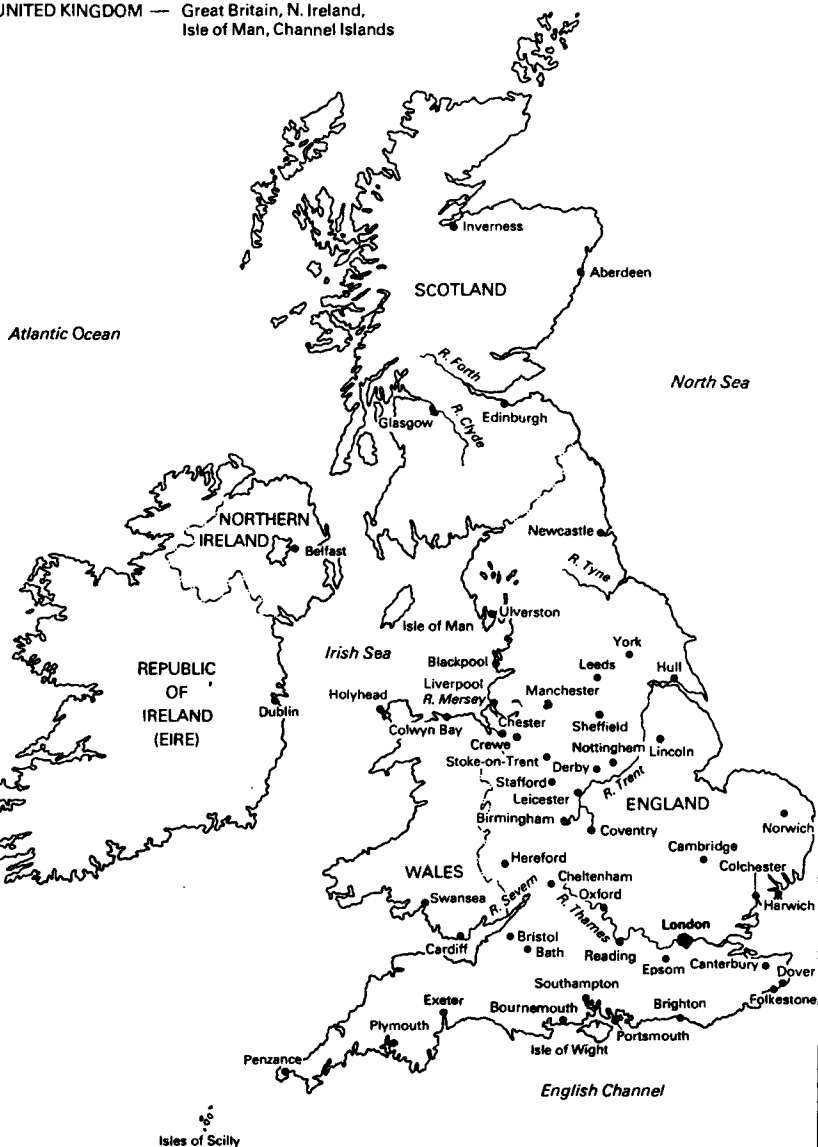 UNITED KINGDOM — Great Britain, N. Ireland,
Isle of Man, Channel Islands
Inverness
Aberdeen
SCOTLAND
Atlantic Ocean
R. Forth
North Sea
Glasgow
R. Clyde
Edinburgh
NORTHERN
IRELAND
Belfast
Newcastle
R. Tyne
Ulverston
Isle of Man
Irish Sea
York
Blackpool
Leeds
Hull
REPUBLIC
OF
IRELAND
(EIRE)
Dublin
Holyhead
Liverpool
R. Mersey
Manchester
Colwyn Bay
Chester
Sheffield
Crewe
Nottinghem
Lincoln
Stoke-on-Trent
Derby
Stafford
R. Trent
Leicester
ENGLAND
Birmingham
Coventry
Norwich
Cambridge
Hereford
Colchester
WALES
Cheltenham
Swansea
R. Severn
Oxford
Harwich
R. Thames
London
Cardiff
Bristol
Bath
Reading
Epsom
Canterbury
Dover
Southampton
Folkestone
Exeter
Bournemouth
Brighton
Plymouth
Portsmouth
Isle of Wight
Penzance
English Channel
Isles of Scilly